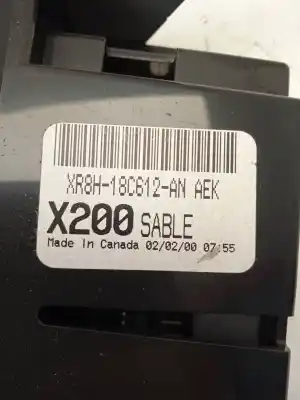 XR8H-18C612-AN AEK
X200 SABLE
Made In Canada 02/02/00 07:55